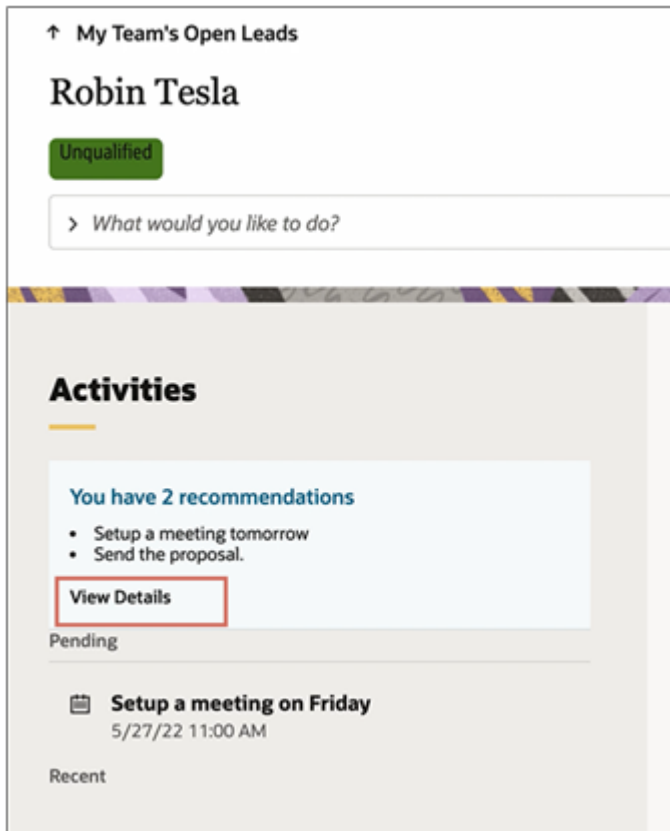 ↑ My Team's Open Leads
Robin Tesla
Unqualified
> What would you like to do?
Activities
You have 2 recommendations
• Setup a meeting tomorrow
• Send the proposal.
View Details
Pending
Setup a meeting on Friday
5/27/22 11:00 AM
Recent